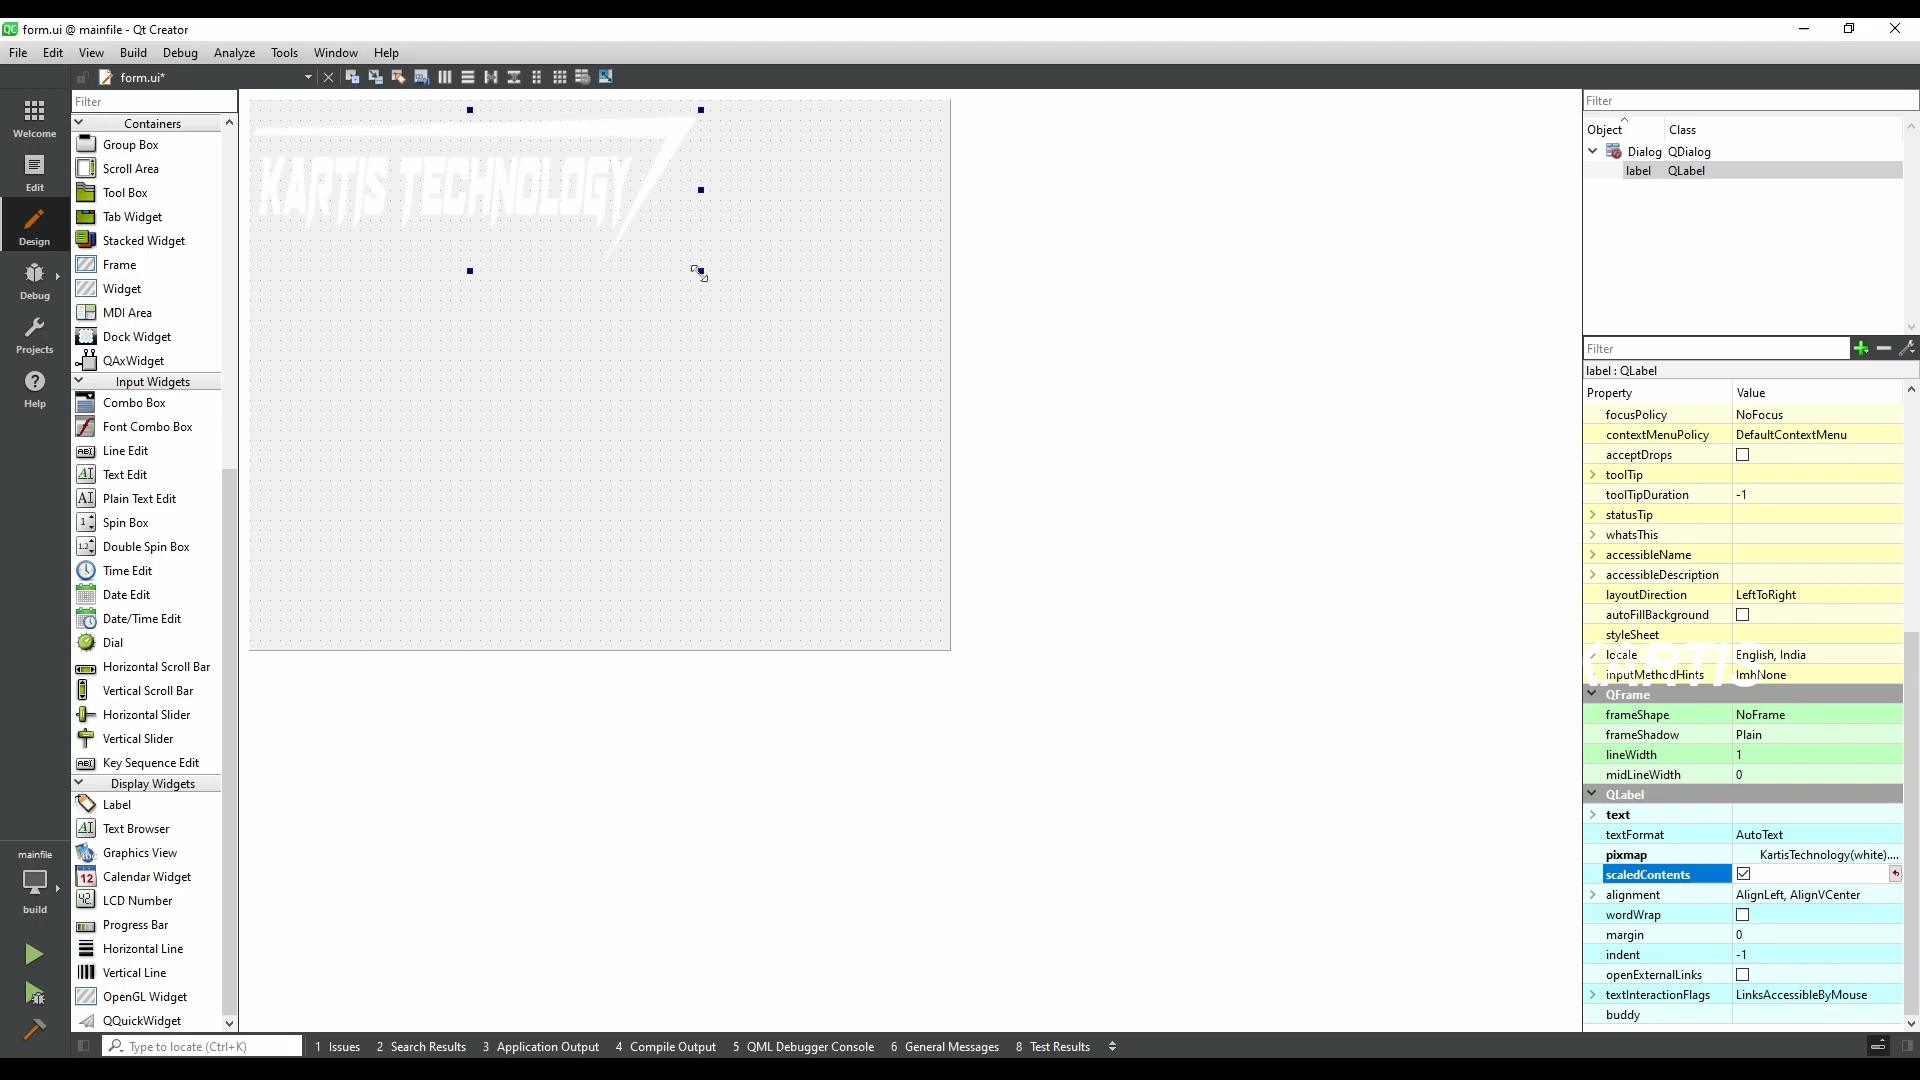 form.ui @ mainfile - Qt Creator
File Edit View Build Debug Analyze Tools Window Help
form.ui*
Welcome
Edit
Design
Debug
Projects
Help
mainfile
build
Filter
Containers
Group Box
Scroll Area
Tool Box
Tab Widget
Stacked Widget
Frame
Widget
MDI Area
Dock Widget
QAxWidget
Input Widgets
Combo Box
Font Combo Box
Line Edit
Text Edit
Plain Text Edit
Spin Box
Double Spin Box
Time Edit
Date Edit
Date/Time Edit
Dial
Horizontal Scroll Bar
Vertical Scroll Bar
Horizontal Slider
Vertical Slider
Key Sequence Edit
Display Widgets
Label
Text Browser
Graphics View
Calendar Widget
LCD Number
Progress Bar
Horizontal Line
Vertical Line
OpenGL Widget
QQuickWidget
KARTIS TECHNOLOGY
Filter
Object Class
Dialog QDialog
label QLabel
Filter
label : QLabel
Property Value
focusPolicy NoFocus
contextMenuPolicy DefaultContextMenu
acceptDrops
toolTip
toolTipDuration -1
statusTip
whatsThis
accessibleName
accessibleDescription
layoutDirection LeftToRight
autoFillBackground
styleSheet
locale English, India
inputMethodHints ImhNone
KARTIS
QFrame
frameShape NoFrame
frameShadow Plain
lineWidth 1
midLineWidth 0
QLabel
text
textFormat AutoText
pixmap KartisTechnology(white)....
scaledContents
alignment AlignLeft, AlignVCenter
wordWrap
margin 0
indent -1
openExternalLinks
textInteractionFlags LinksAccessibleByMouse
buddy
Type to locate (Ctrl+K) 1 Issues 2 Search Results 3 Application Output 4 Compile Output 5 QML Debugger Console 6 General Messages 8 Test Results